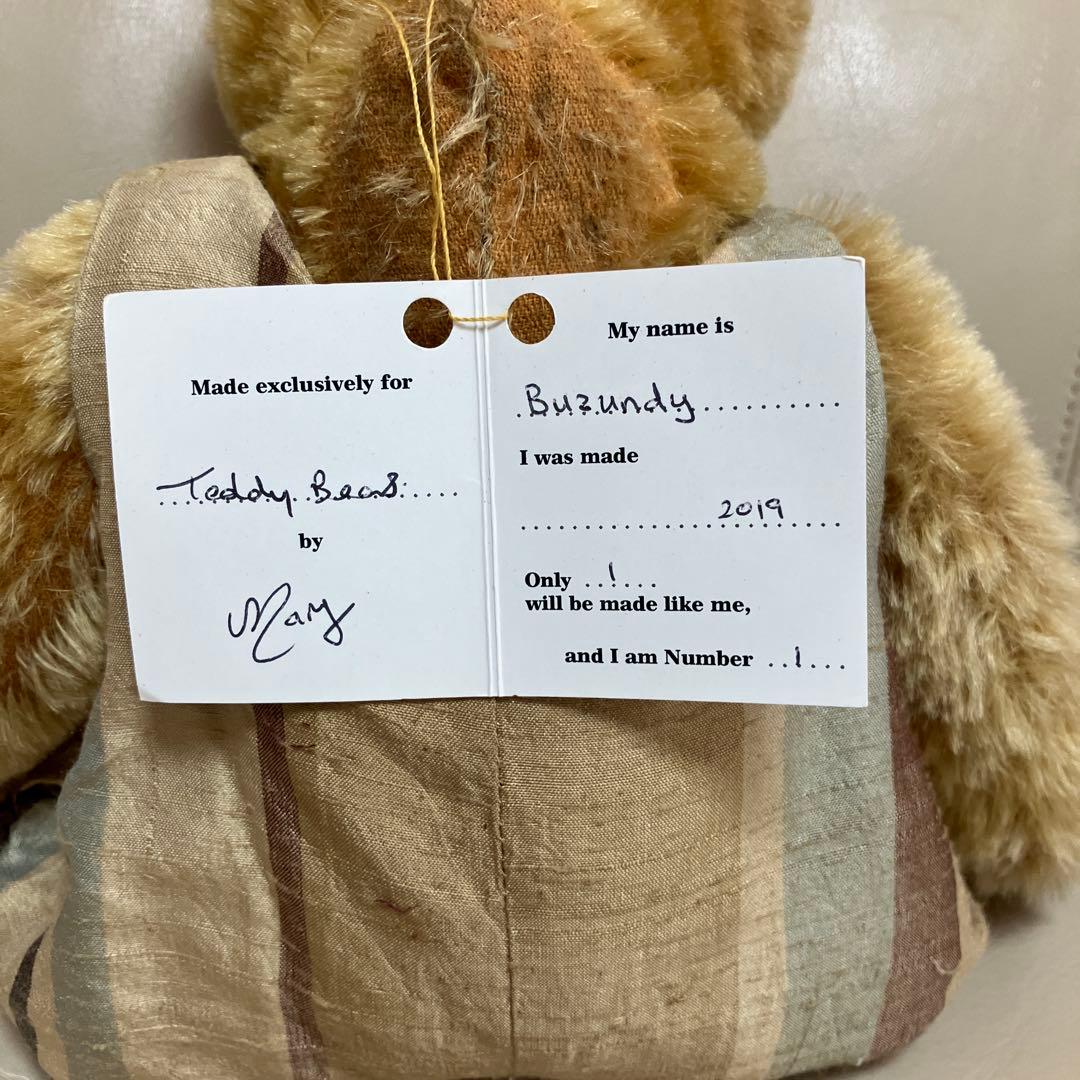 Made exclusively for
Teddy Bears
by
Mary
My name is
Buzundy
I was made
2019
Only 1
will be made like me,
and I am Number 1